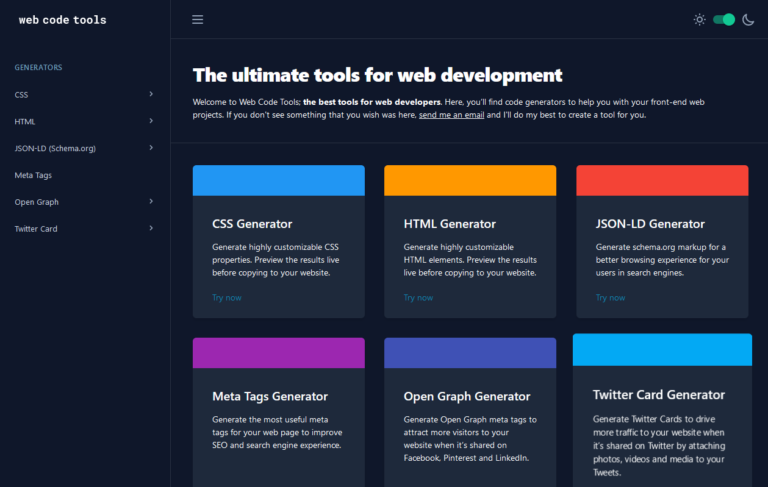 web code tools
GENERATORS
CSS
HTML
JSON-LD (Schema.org)
Meta Tags
Open Graph
Twitter Card
The ultimate tools for web development
Welcome to Web Code Tools; the best tools for web developers. Here, you'll find code generators to help you with your front-end web
projects. If you don't see something that you wish was here, send me an email and I'll do my best to create a tool for you.
CSS Generator
Generate highly customizable CSS
properties. Preview the results live
before copying to your website.
Try now
HTML Generator
Generate highly customizable
HTML elements. Preview the results
live before copying to your website.
Try now
JSON-LD Generator
Generate schema.org markup for a
better browsing experience for your
users in search engines.
Try now
Meta Tags Generator
Generate the most useful meta
tags for your web page to improve
SEO and search engine experience.
Open Graph Generator
Generate Open Graph meta tags to
attract more visitors to your
website when it's shared on
Facebook, Pinterest and LinkedIn.
Twitter Card Generator
Generate Twitter Cards to drive
more traffic to your website when
it's shared on Twitter by attaching
photos, videos and media to your
Tweets.